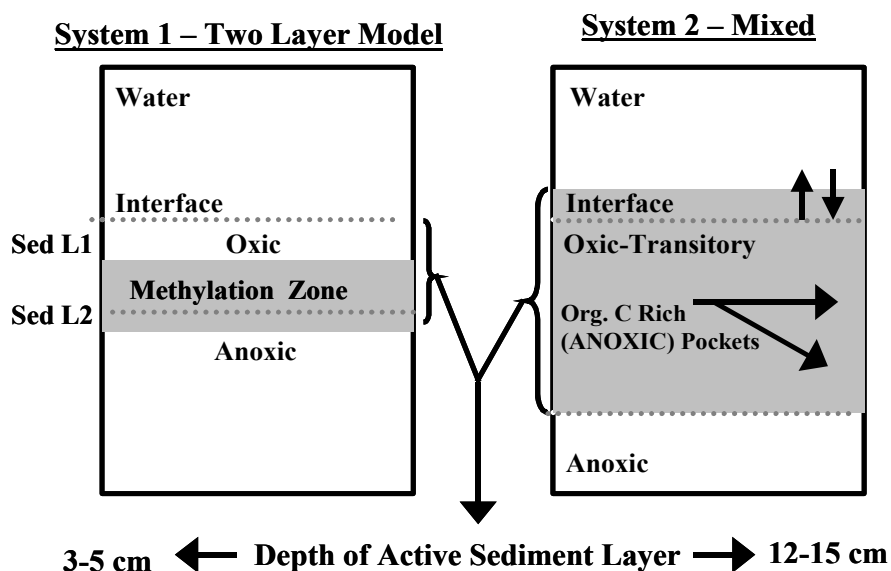 System 1 – Two Layer Model
Water
Interface
Sed L1
Oxic
Methylation Zone
Sed L2
Anoxic
System 2 – Mixed
Water
Interface
Oxic-Transitory
Org. C Rich
(ANOXIC) Pockets
Anoxic
3-5 cm
Depth of Active Sediment Layer
12-15 cm